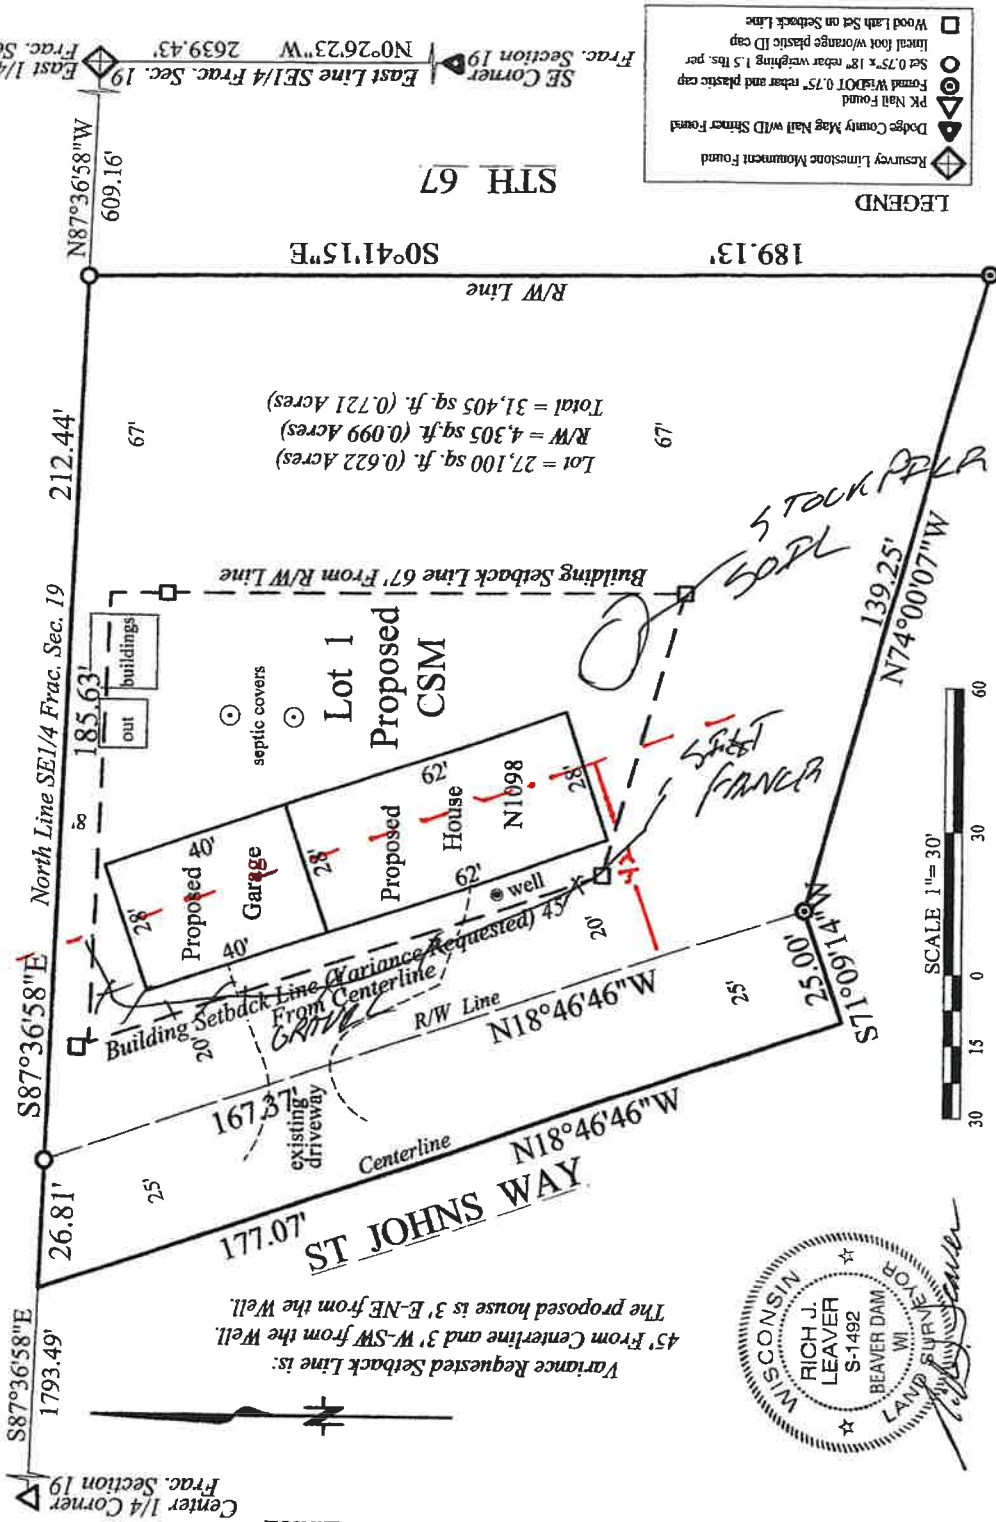 Center 1/4 Corner
Frac. Section 19
S87°36'58"E
1793.49'
26.81'
S87°36'58"E
North Line SE1/4 Frac. Sec. 19
185.63'
212.44'
N87°36'58"W
609.16'
East 1/4
Frac.
East Line SE1/4 Frac. Sec. 19
N0°26'23"W 2639.43'
SE Corner
Frac. Section 19
STH 67
S0°41'15"E
189.13'
R/W Line
Lot = 27,100 sq. ft. (0.622 Acres)
R/W = 4,305 sq.ft. (0.099 Acres)
Total = 31,405 sq. ft. (0.721 Acres)
67'
67'
Building Setback Line 67' From R/W Line
out
buildings
8'
septic covers
Lot 1
Proposed
CSM
Proposed
Garage
40'
28'
40'
28'
Proposed
House
N1098
62'
28'
62'
well
Building Setback Line (Variance Requested) 45'
From Centerline
GRAVEL
20'
20'
R/W Line
N18°46'46"W
167.37'
existing
driveway
25'
25'
Centerline
N18°46'46"W
177.07'
ST JOHNS WAY
S71°09'14"W
25.00'
139.25'
N74°00'07"W
STOCK PILE
SOIL
SILT
FENCE
Variance Requested Setback Line is:
45' From Centerline and 3' W-SW from the Well.
The proposed house is 3' E-NE from the Well.
N
WISCONSIN
RICH J.
LEAVER
S-1492
BEAVER DAM
WI
LAND SURVEYOR
SCALE 1"= 30'
30
15
0
30
60
LEGEND
Resurvey Limestone Monument Found
Dodge County Mag Nail W/ID Shiner Found
PK Nail Found
Found WisDOT 0.75" rebar and plastic cap
Set 0.75"x 18" rebar weighing 1.5 lbs. per
lineal foot w/orange plastic ID cap
Wood Lath Set on Setback Line